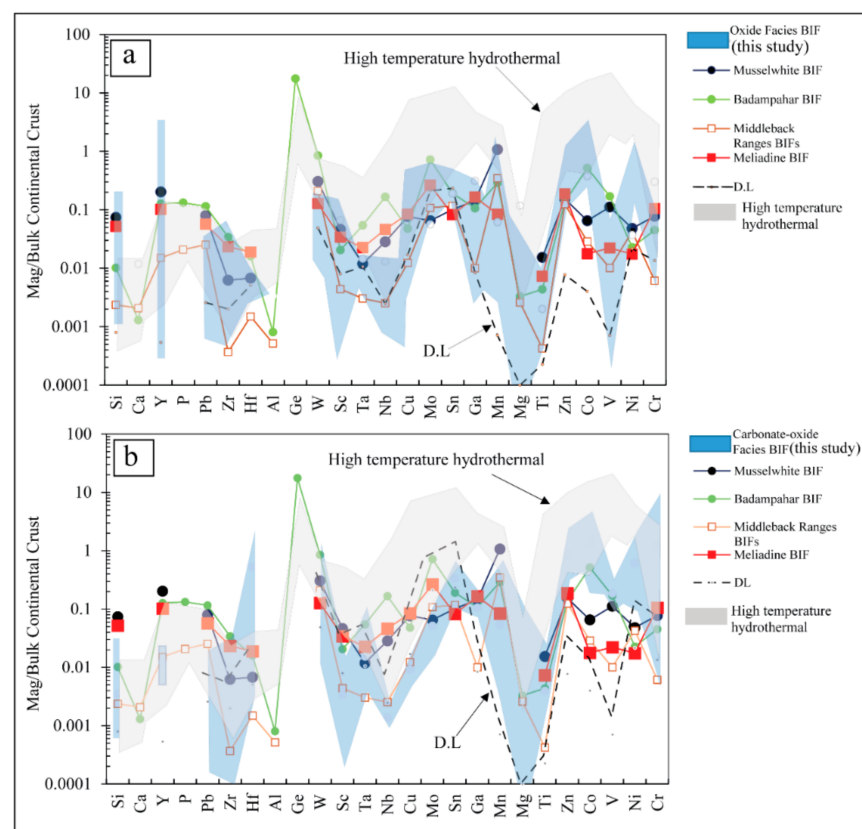 a
High temperature hydrothermal
D.L
Mag/Bulk Continental Crust
100
10
1
0.1
0.01
0.001
0.0001
Si Ca Y P Pb Zr Hf Al Ge W Sc Ta Nb Cu Mo Sn Ga Mn Mg Ti Zn Co V Ni Cr
Oxide Facies BIF
(this study)
Musselwhite BIF
Badampahar BIF
Middleback
Ranges BIFs
Meliadine BIF
D.L
High temperature
hydrothermal
b
High temperature hydrothermal
D.L
Mag/Bulk Continental Crust
100
10
1
0.1
0.01
0.001
0.0001
Si Ca Y P Pb Zr Hf Al Ge W Sc Ta Nb Cu Mo Sn Ga Mn Mg Ti Zn Co V Ni Cr
Carbonate-oxide
Facies BIF(this study)
Musselwhite BIF
Badampahar BIF
Middleback Ranges
BIFs
Meliadine BIF
DL
High temperature
hydrothermal